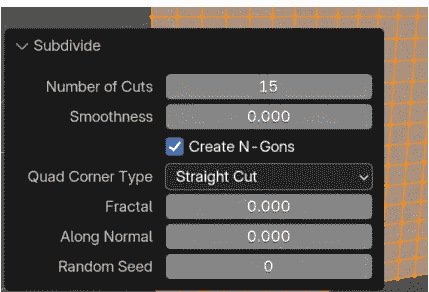 Subdivide
Number of Cuts 15
Smoothness 0.000
Create N-Gons
Quad Corner Type Straight Cut
Fractal 0.000
Along Normal 0.000
Random Seed 0